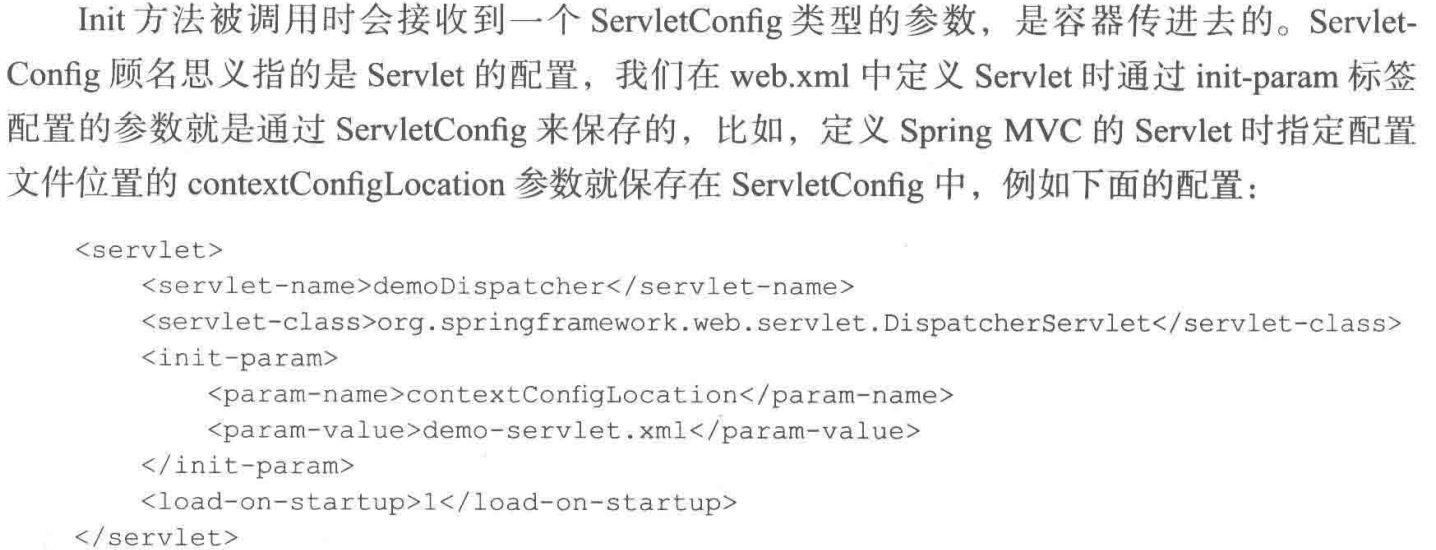 Init 方法被调用时会接收到一个 ServletConfig 类型的参数，是容器传进去的。Servlet-
Config 顾名思义指的是 Servlet 的配置，我们在 web.xml 中定义 Servlet 时通过 init-param 标签
配置的参数就是通过 ServletConfig 来保存的，比如，定义 Spring MVC 的 Servlet 时指定配置
文件位置的 contextConfigLocation 参数就保存在 ServletConfig 中，例如下面的配置：
<servlet>
    <servlet-name>demoDispatcher</servlet-name>
    <servlet-class>org.springframework.web.servlet.DispatcherServlet</servlet-class>
    <init-param>
        <param-name>contextConfigLocation</param-name>
        <param-value>demo-servlet.xml</param-value>
    </init-param>
    <load-on-startup>1</load-on-startup>
</servlet>